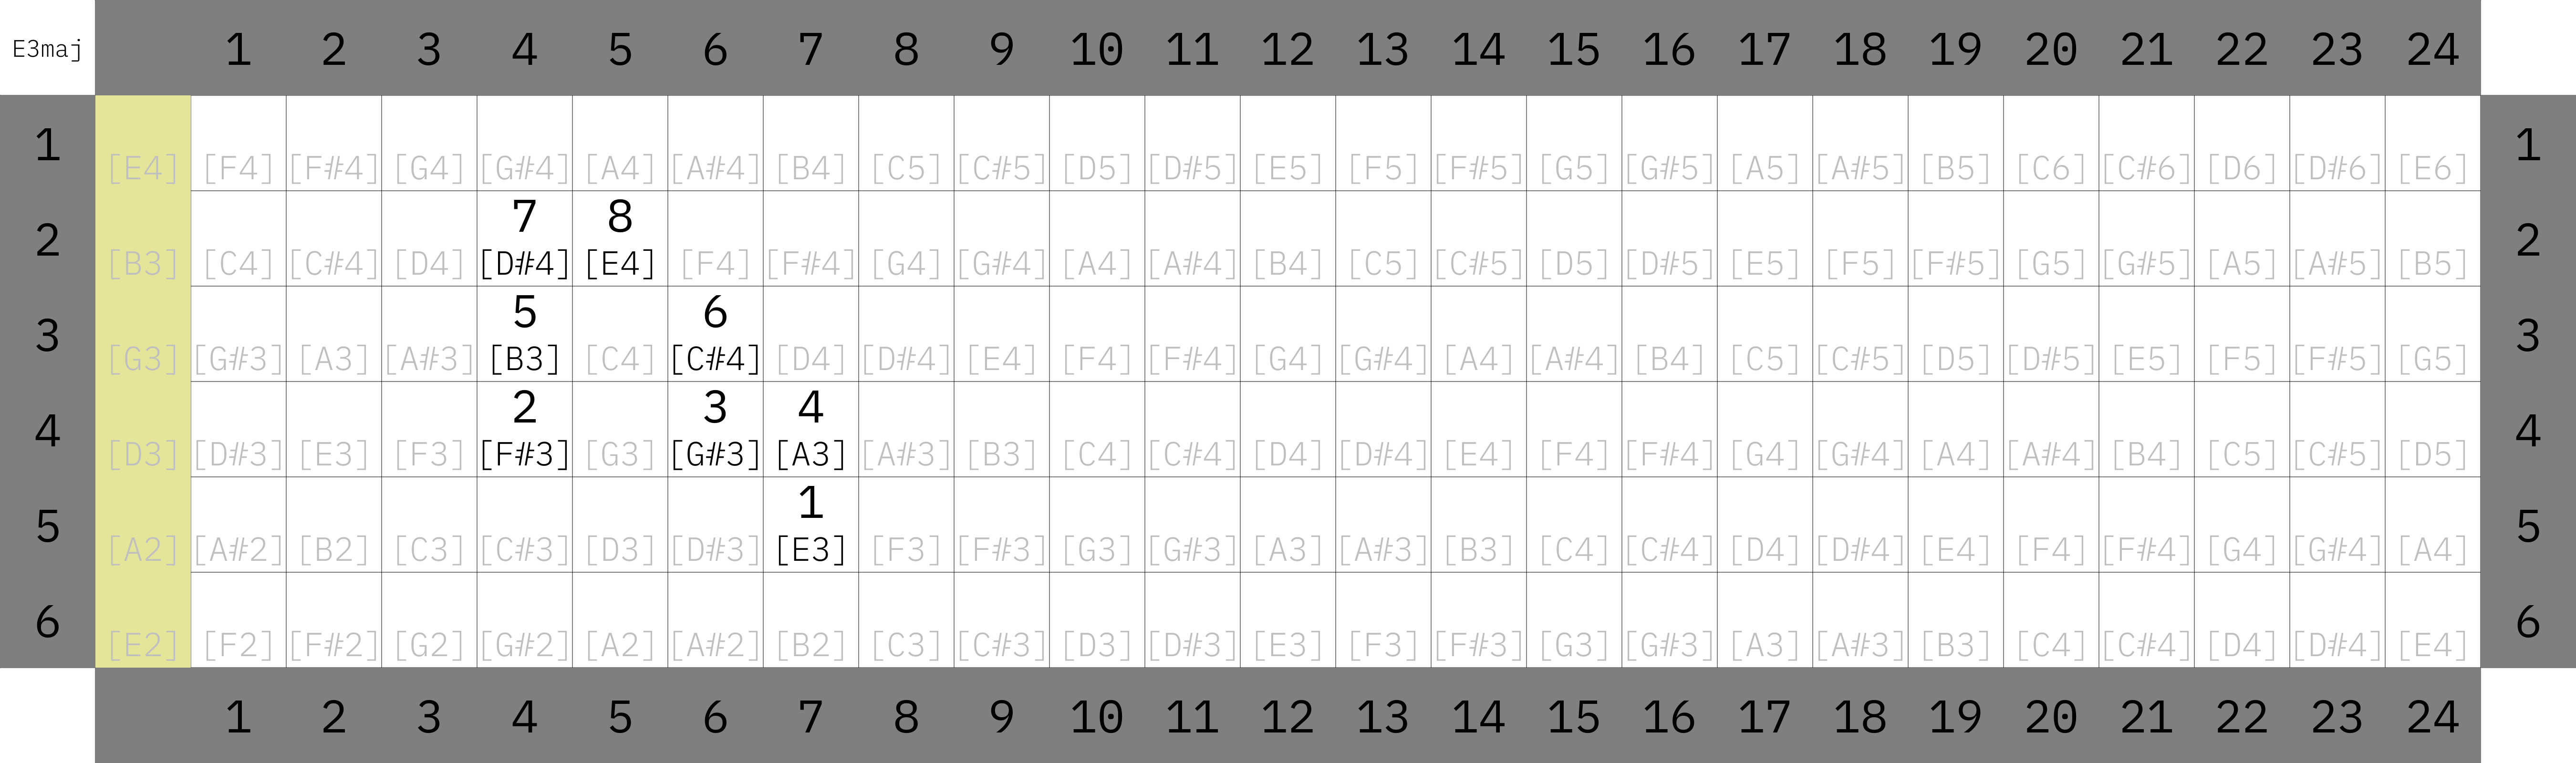 E3maj 1 2 3 4 5 6 7 8 9 10 11 12 13 14 15 16 17 18 19 20 21 22 23 24
1 [E4] [F4] [F#4] [G4] [G#4] [A4] [A#4] [B4] [C5] [C#5] [D5] [D#5] [E5] [F5] [F#5] [G5] [G#5] [A5] [A#5] [B5] [C6] [C#6] [D6] [D#6] [E6] 1
7 8
2 [B3] [C4] [C#4] [D4] [D#4] [E4] [F4] [F#4] [G4] [G#4] [A4] [A#4] [B4] [C5] [C#5] [D5] [D#5] [E5] [F5] [F#5] [G5] [G#5] [A5] [A#5] [B5] 2
5 6
3 [G3] [G#3] [A3] [A#3] [B3] [C4] [C#4] [D4] [D#4] [E4] [F4] [F#4] [G4] [G#4] [A4] [A#4] [B4] [C5] [C#5] [D5] [D#5] [E5] [F5] [F#5] [G5] 3
2 3 4
4 [D3] [D#3] [E3] [F3] [F#3] [G3] [G#3] [A3] [A#3] [B3] [C4] [C#4] [D4] [D#4] [E4] [F4] [F#4] [G4] [G#4] [A4] [A#4] [B4] [C5] [C#5] [D5] 4
1
5 [A2] [A#2] [B2] [C3] [C#3] [D3] [D#3] [E3] [F3] [F#3] [G3] [G#3] [A3] [A#3] [B3] [C4] [C#4] [D4] [D#4] [E4] [F4] [F#4] [G4] [G#4] [A4] 5
6 [E2] [F2] [F#2] [G2] [G#2] [A2] [A#2] [B2] [C3] [C#3] [D3] [D#3] [E3] [F3] [F#3] [G3] [G#3] [A3] [A#3] [B3] [C4] [C#4] [D4] [D#4] [E4] 6
1 2 3 4 5 6 7 8 9 10 11 12 13 14 15 16 17 18 19 20 21 22 23 24